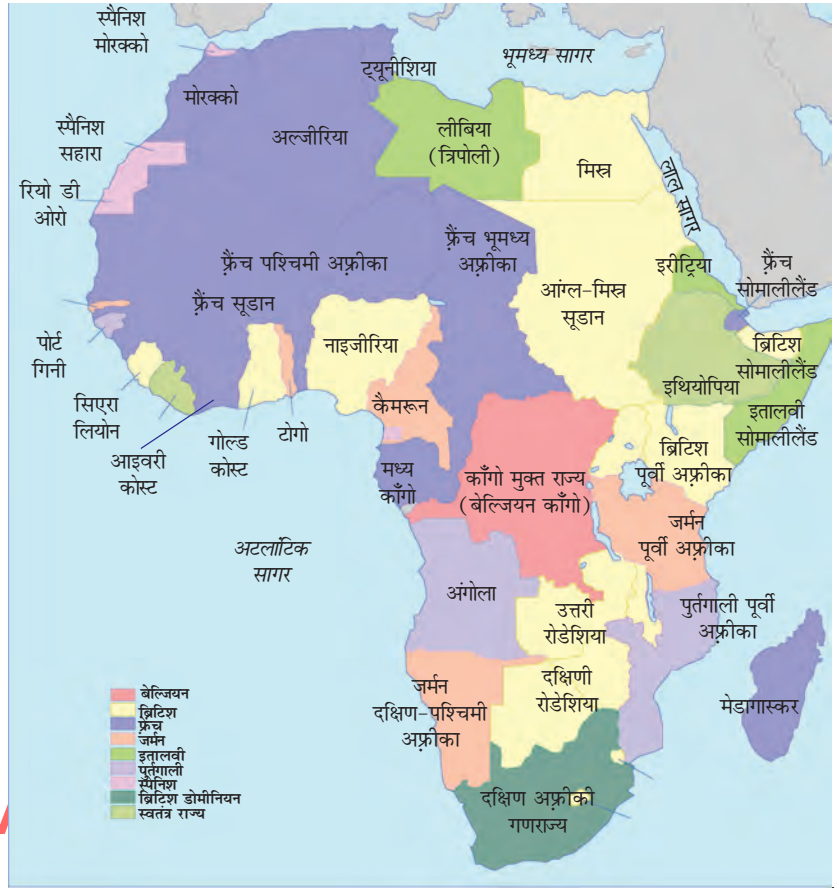 स्पैनिश
मोरक्को
ट्यूनीशिया
भूमध्य सागर
मोरक्को
स्पैनिश
सहारा
अल्जीरिया
लीबिया
(त्रिपोली)
मिस्र
लाल सागर
रियो डी
ओरो
फ़्रैंच पश्चिमी अफ़्रीका
फ़्रैंच भूमध्य
अफ़्रीका
इरीट्रिया
फ़्रैंच
सोमालीलैंड
फ़्रैंच सूडान
आंग्ल-मिस्र
सूडान
पोर्ट
गिनी
नाइजीरिया
ब्रिटिश
सोमालीलैंड
इथियोपिया
सिएरा
लियोन
कैमरून
इतालवी
सोमालीलैंड
आइवरी
कोस्ट
गोल्ड
कोस्ट
टोगो
मध्य
काँगो
काँगो मुक्त राज्य
(बेल्जियन काँगो)
ब्रिटिश
पूर्वी अफ़्रीका
जर्मन
पूर्वी अफ़्रीका
अटलांटिक
सागर
अंगोला
उत्तरी
रोडेशिया
पुर्तगाली पूर्वी
अफ़्रीका
जर्मन
दक्षिण-पश्चिमी
अफ़्रीका
दक्षिणी
रोडेशिया
मेडागास्कर
दक्षिण अफ़्रीकी
गणराज्य
बेल्जियन
ब्रिटिश
फ़्रैंच
जर्मन
इतालवी
पुर्तगाली
स्पैनिश
ब्रिटिश डोमीनियन
स्वतंत्र राज्य